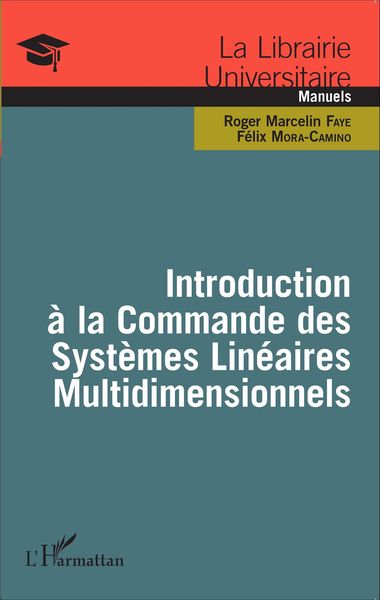 La Librairie
Universitaire
Manuels
Roger Marcelin FAYE
Félix MORA-CAMINO
Introduction
à la Commande des
Systèmes Linéaires
Multidimensionnels
L'Harmattan